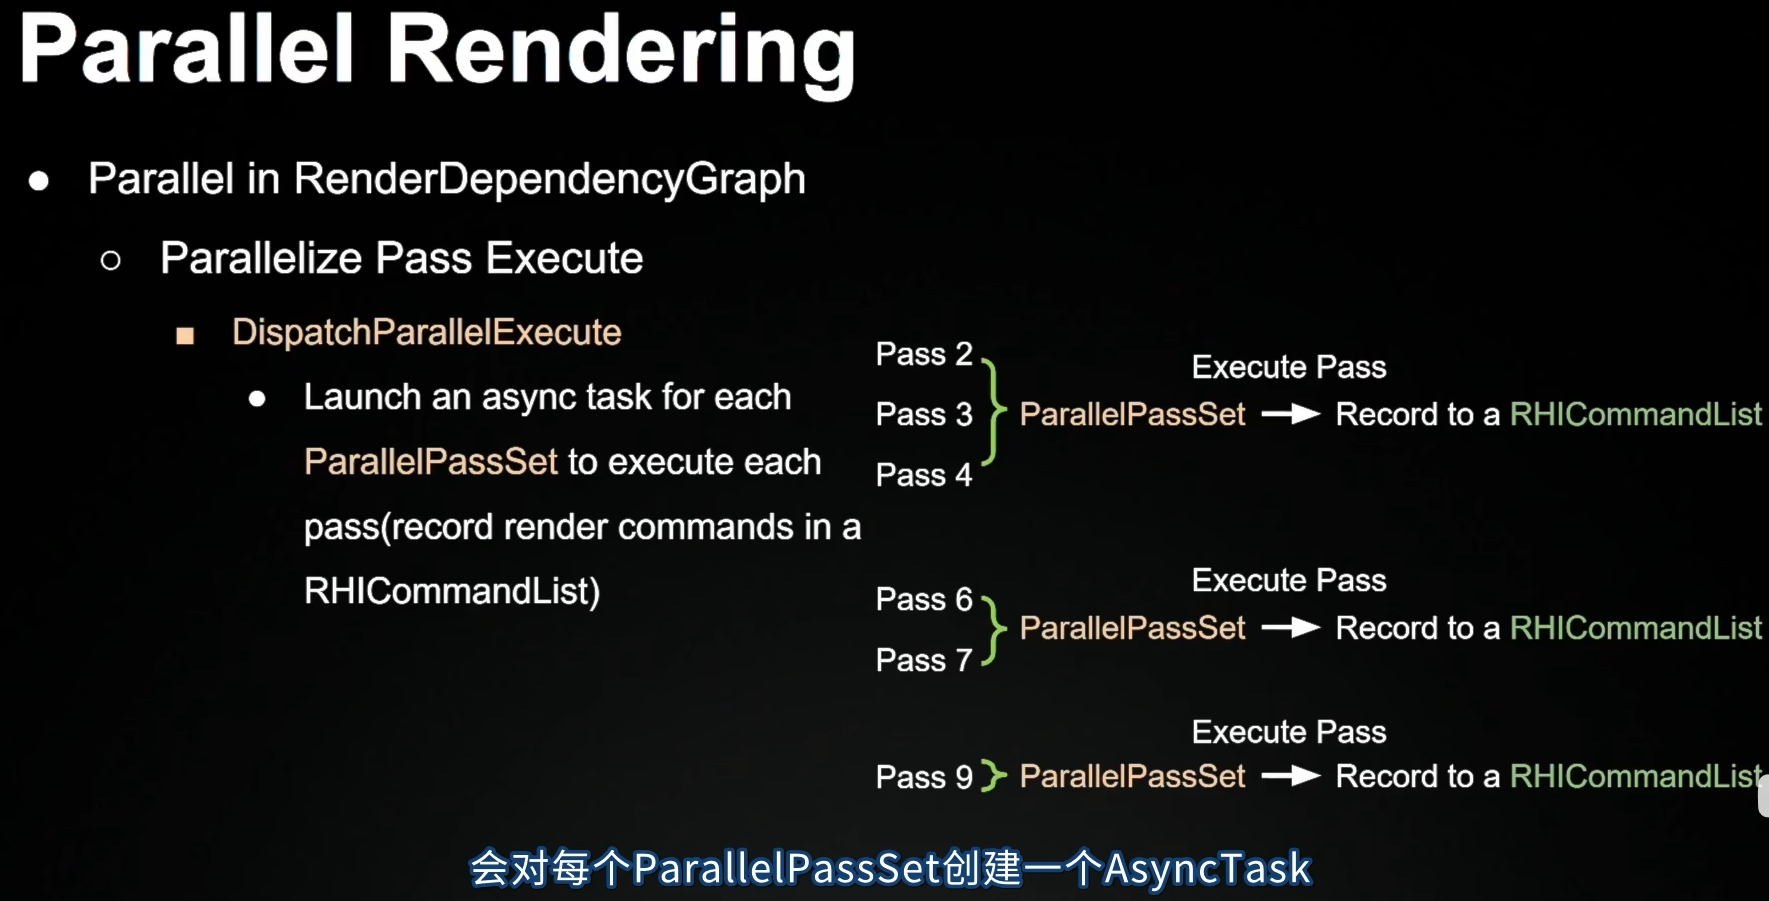 Parallel Rendering
Parallel in RenderDependencyGraph
Parallelize Pass Execute
DispatchParallelExecute
Launch an async task for each
ParallelPassSet to execute each
pass(record render commands in a
RHICommandList)
Pass 2
Pass 3
Pass 4
Execute Pass
ParallelPassSet Record to a RHICommandList
Pass 6
Pass 7
Execute Pass
ParallelPassSet Record to a RHICommandList
Execute Pass
Pass 9 ParallelPassSet Record to a RHICommandList
会对每个ParallelPassSet创建一个AsyncTask